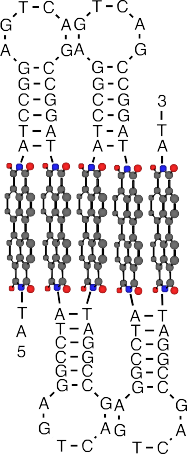 T C T C
G A G A
A G A G
G C G C
G C G C
C G C G
C G C G 3
T A T A A
A T A T T
T A T A T
A T A T A
5 C G C G
C G C G
G C G C
G C G C
G A G A
A G A C
C T G T C